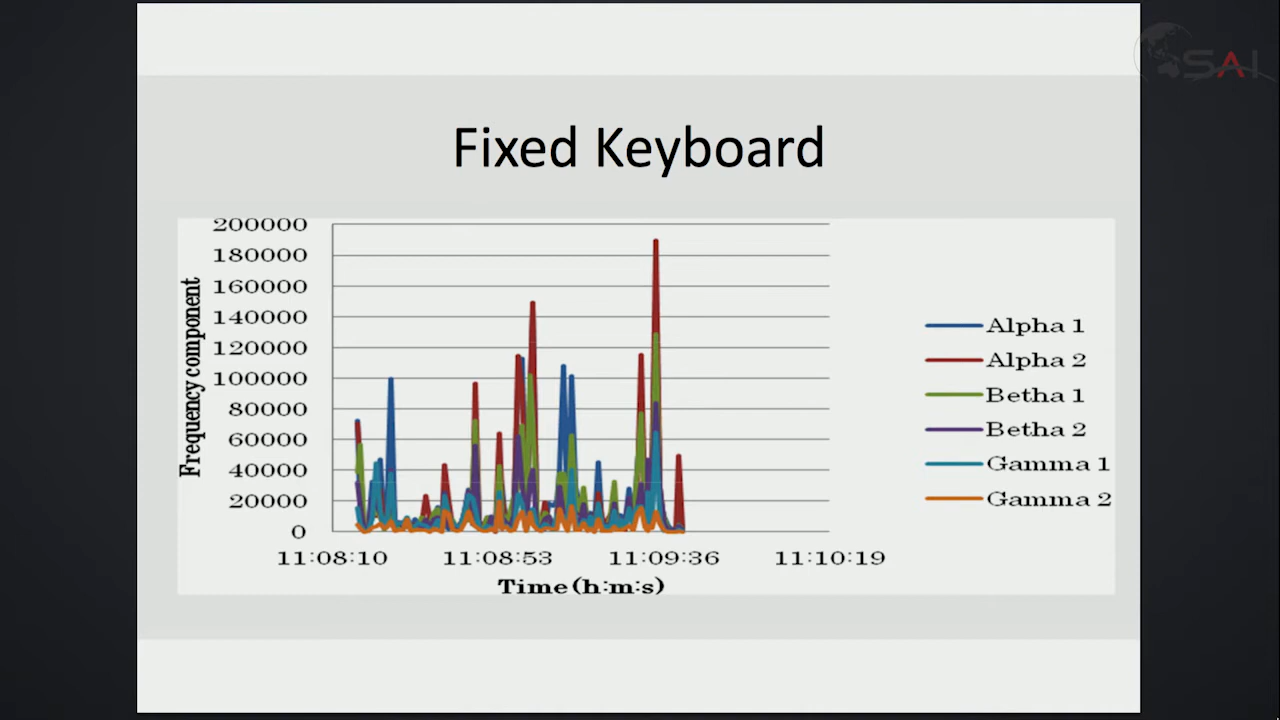 SAI
Fixed Keyboard
200000
180000
160000
140000
120000
100000
80000
60000
40000
20000
0
Frequency component
11:08:10 11:08:53 11:09:36 11:10:19
Time (h:m:s)
Alpha 1
Alpha 2
Betha 1
Betha 2
Gamma 1
Gamma 2